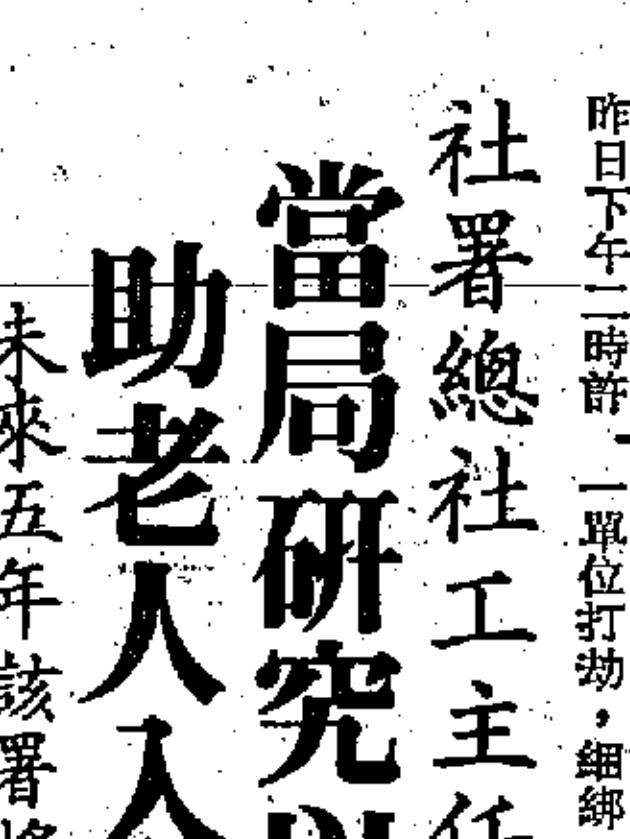 昨日下午二時許，一單位打劫，綑綁
社署總社工主任
當局研究
助老人入
未來五年該署